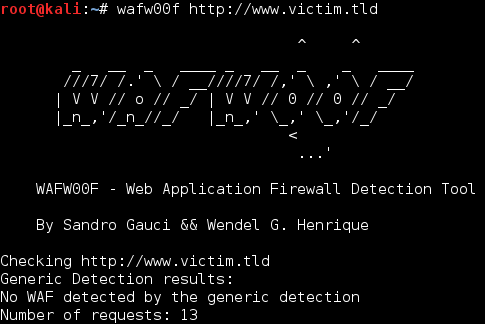 root@kali:~# wafw00f http://www.victim.tld
                                 ^     ^
        _   __  _   ____ _   __  _    _   ____
       ///7/ /.' \ / __////7/ /,' \ ,' \ / __/
      | V V // o // _/ | V V // 0 // 0 // _/
      |_n_,'/_n_//_/   |_n_,' \_,' \_,'/_/
                                <
                                 ...'
    WAFW00F - Web Application Firewall Detection Tool
    By Sandro Gauci && Wendel G. Henrique
Checking http://www.victim.tld
Generic Detection results:
No WAF detected by the generic detection
Number of requests: 13